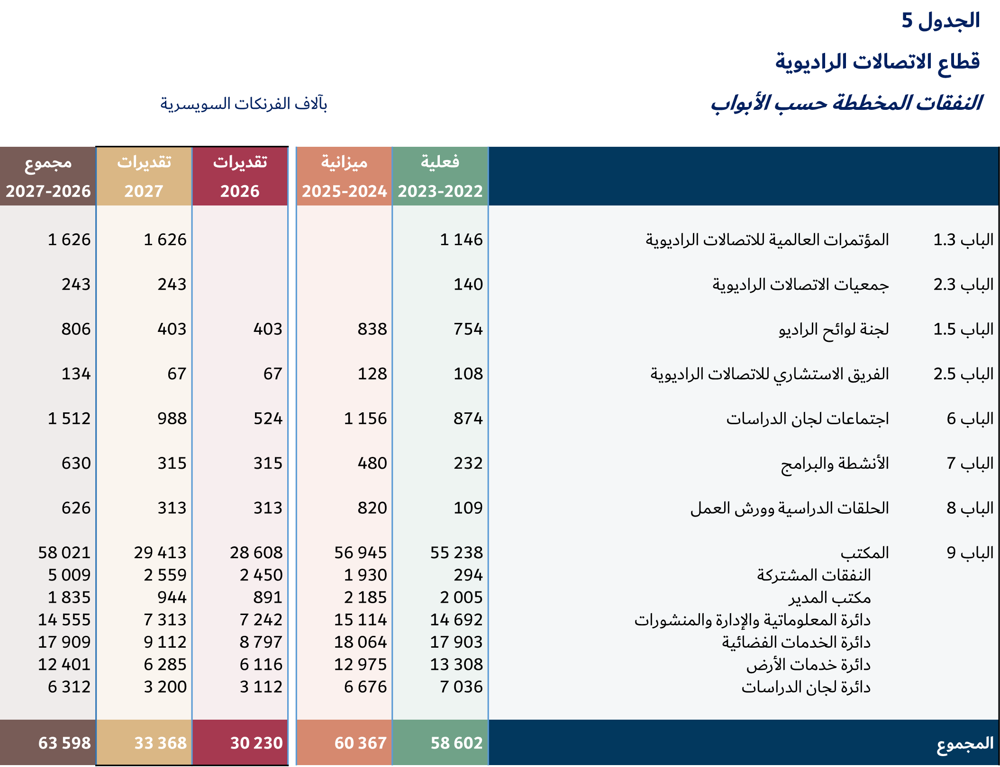 الجدول 5
قطاع الاتصالات الراديوية
النفقات المخططة حسب الأبواب
بآلاف الفرنكات السويسرية
فعلية ميزانية تقديرات تقديرات مجموع
2023-2022 2025-2024 2026 2027 2027-2026
الباب 1.3 المؤتمرات العالمية للاتصالات الراديوية 1 146 1 626 1 626
الباب 2.3 جمعيات الاتصالات الراديوية 140 243 243
الباب 1.5 لجنة لوائح الراديو 754 838 403 403 806
الباب 2.5 الفريق الاستشاري للاتصالات الراديوية 108 128 67 67 134
الباب 6 اجتماعات لجان الدراسات 874 1 156 524 988 1 512
الباب 7 الأنشطة والبرامج 232 480 315 315 630
الباب 8 الحلقات الدراسية وورش العمل 109 820 313 313 626
الباب 9 المكتب 55 238 56 945 28 608 29 413 58 021
النفقات المشتركة 294 1 930 2 450 2 559 5 009
مكتب المدير 2 005 2 185 891 944 1 835
دائرة المعلوماتية والإدارة والمنشورات 14 692 15 114 7 242 7 313 14 555
دائرة الخدمات الفضائية 17 903 18 064 8 797 9 112 17 909
دائرة خدمات الأرض 13 308 12 975 6 116 6 285 12 401
دائرة لجان الدراسات 7 036 6 676 3 112 3 200 6 312
المجموع 58 602 60 367 30 230 33 368 63 598